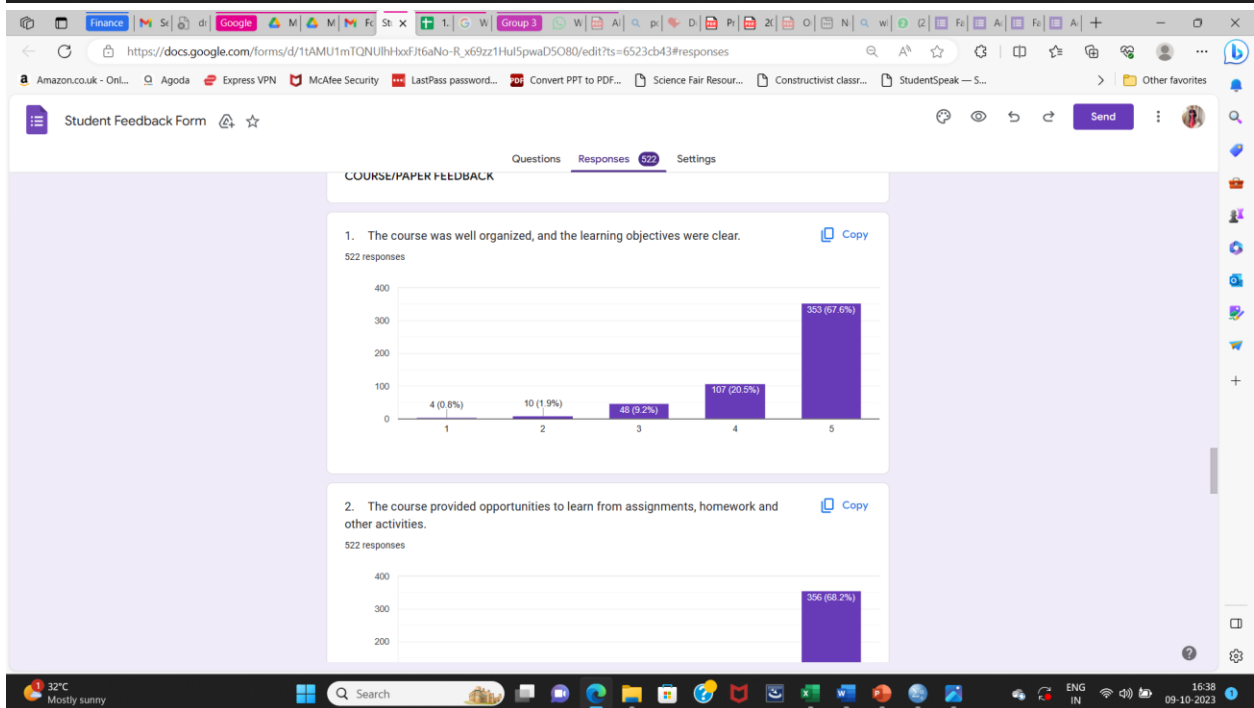 Finance
Google
Group 3
https://docs.google.com/forms/d/1tAMU1mTQNUlhHxxFJt6aNo-R_x69zz1HuI5pwaD5O80/edit?ts=6523cb43#responses
Amazon.co.uk - Onl... Agoda Express VPN McAfee Security LastPass password... Convert PPT to PDF... Science Fair Resour... Constructivist classr... StudentSpeak — S... Other favorites
Student Feedback Form
Send
Questions Responses 522 Settings
COURSE/PAPER FEEDBACK
1. The course was well organized, and the learning objectives were clear.
Copy
522 responses
400
300
200
100
0
4 (0.8%)
10 (1.9%)
48 (9.2%)
107 (20.5%)
353 (67.6%)
1 2 3 4 5
2. The course provided opportunities to learn from assignments, homework and
other activities.
Copy
522 responses
400
300
200
356 (68.2%)
32°C
Mostly sunny
Search
ENG
IN
16:38
09-10-2023